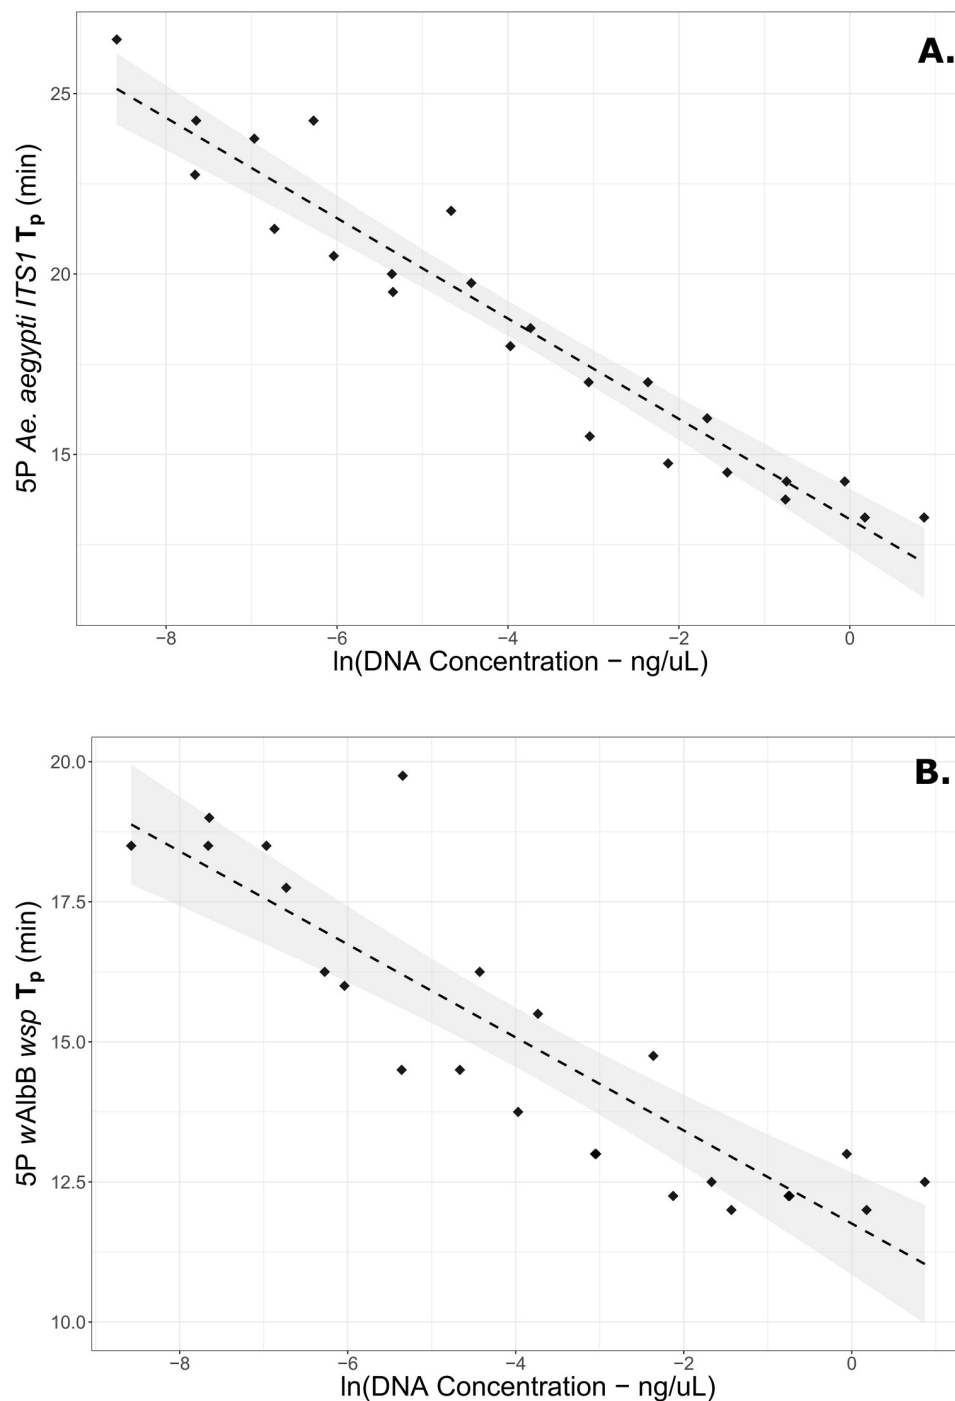 A.
25
20
15
5P Ae. aegypti ITS1 Tp (min)
−8 −6 −4 −2 0
ln(DNA Concentration − ng/uL)
B.
20.0
17.5
15.0
12.5
10.0
5P wAlbB wsp Tp (min)
−8 −6 −4 −2 0
ln(DNA Concentration − ng/uL)